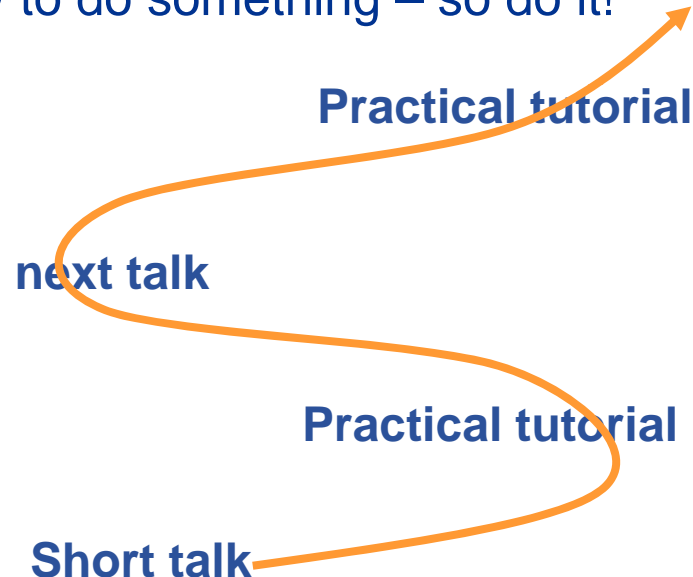 to do something – so do it!
Practical tutorial
next talk
Practical tutorial
Short talk